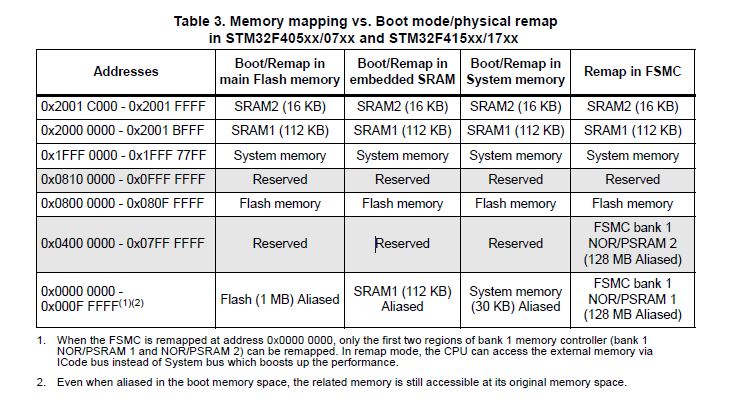 Table 3. Memory mapping vs. Boot mode/physical remap
in STM32F405xx/07xx and STM32F415xx/17xx
Addresses | Boot/Remap in main Flash memory | Boot/Remap in embedded SRAM | Boot/Remap in System memory | Remap in FSMC
0x2001 C000 - 0x2001 FFFF | SRAM2 (16 KB) | SRAM2 (16 KB) | SRAM2 (16 KB) | SRAM2 (16 KB)
0x2000 0000 - 0x2001 BFFF | SRAM1 (112 KB) | SRAM1 (112 KB) | SRAM1 (112 KB) | SRAM1 (112 KB)
0x1FFF 0000 - 0x1FFF 77FF | System memory | System memory | System memory | System memory
0x0810 0000 - 0x0FFF FFFF | Reserved | Reserved | Reserved | Reserved
0x0800 0000 - 0x080F FFFF | Flash memory | Flash memory | Flash memory | Flash memory
0x0400 0000 - 0x07FF FFFF | Reserved | Reserved | Reserved | FSMC bank 1 NOR/PSRAM 2 (128 MB Aliased)
0x0000 0000 - 0x000F FFFF(1)(2) | Flash (1 MB) Aliased | SRAM1 (112 KB) Aliased | System memory (30 KB) Aliased | FSMC bank 1 NOR/PSRAM 1 (128 MB Aliased)
1. When the FSMC is remapped at address 0x0000 0000, only the first two regions of bank 1 memory controller (bank 1
NOR/PSRAM 1 and NOR/PSRAM 2) can be remapped. In remap mode, the CPU can access the external memory via
ICode bus instead of System bus which boosts up the performance.
2. Even when aliased in the boot memory space, the related memory is still accessible at its original memory space.